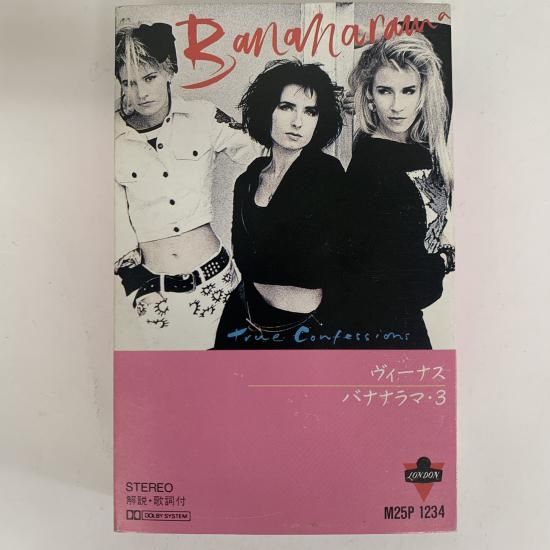 Bananarama
True Confessions
ヴィーナス
バナナラマ・3
LONDON
STEREO
解説・歌詞付
DOLBY SYSTEM
M25P 1234